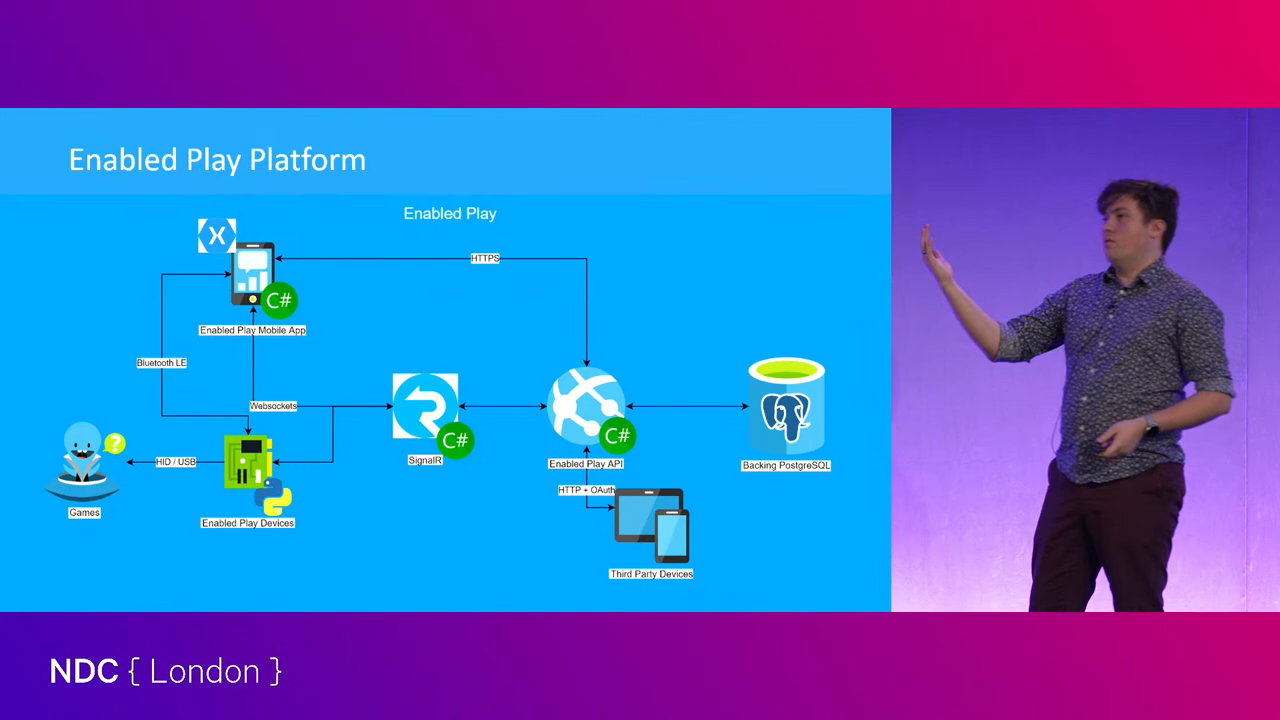 Enabled Play Platform
Enabled Play
X
HTTPS
C#
Enabled Play Mobile App
Bluetooth LE
Websockets
C#
SignalR
C#
Enabled Play API
Backing PostgreSQL
?
HID / USB
Games
Enabled Play Devices
HTTP + OAuth
Third Party Devices
NDC { London }